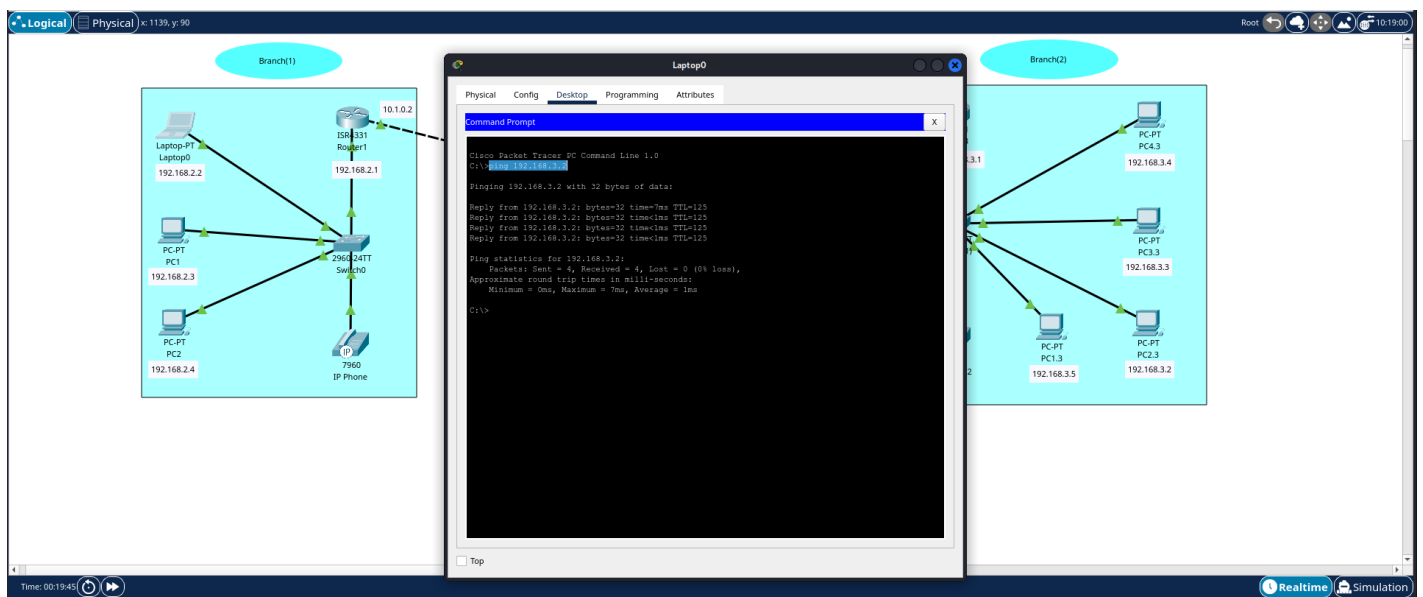 Logical Physical x: 1139, y: 90 Root 10:19:00
Branch(1)
10.1.0.2
ISR4331
Router1
192.168.2.1
Laptop-PT
Laptop0
192.168.2.2
PC-PT
PC1
192.168.2.3
2960-24TT
Switch0
PC-PT
PC2
192.168.2.4
IP
7960
IP Phone
Laptop0
Physical Config Desktop Programming Attributes
Command Prompt X
Cisco Packet Tracer PC Command Line 1.0
C:\>ping 192.168.3.2
Pinging 192.168.3.2 with 32 bytes of data:
Reply from 192.168.3.2: bytes=32 time=7ms TTL=125
Reply from 192.168.3.2: bytes=32 time<1ms TTL=125
Reply from 192.168.3.2: bytes=32 time<1ms TTL=125
Reply from 192.168.3.2: bytes=32 time<1ms TTL=125
Ping statistics for 192.168.3.2:
Packets: Sent = 4, Received = 4, Lost = 0 (0% loss),
Approximate round trip times in milli-seconds:
Minimum = 0ms, Maximum = 7ms, Average = 1ms
C:\>
Top
Branch(2)
PC-PT
PC4.3
192.168.3.4
.3.1
PC-PT
PC3.3
192.168.3.3
PC-PT
PC1.3
192.168.3.5
PC-PT
PC2.3
192.168.3.2
2
Time: 00:19:45 Realtime Simulation